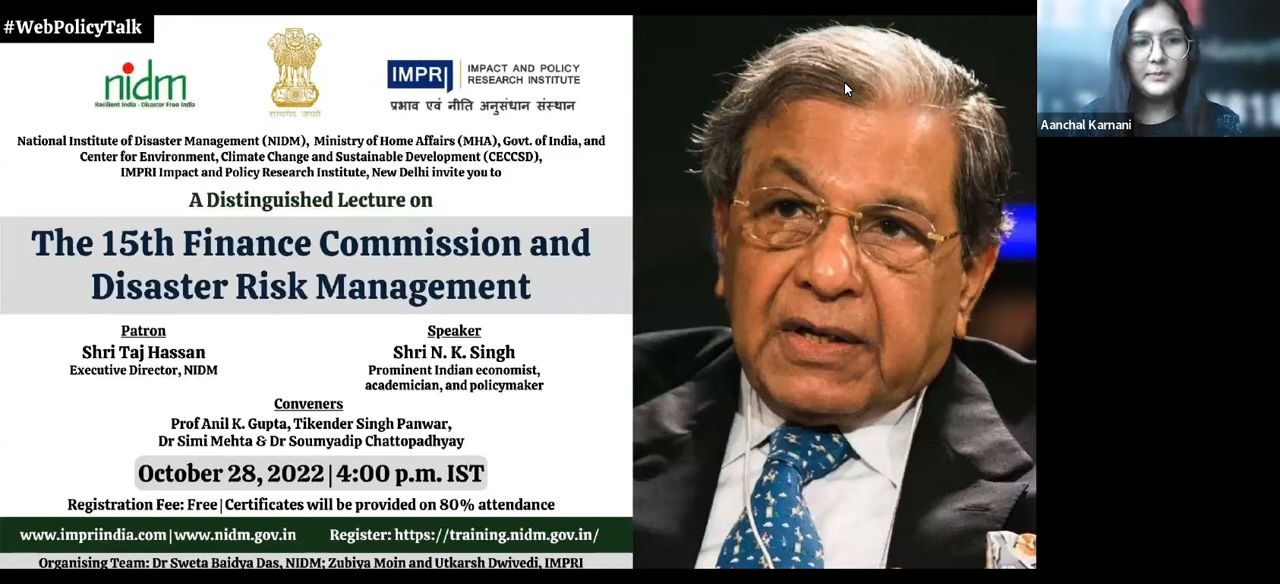 #WebPolicyTalk
nidm
Resilient India - Disaster Free India
सत्यमेव जयते
IMPRI
IMPACT AND POLICY
RESEARCH INSTITUTE
प्रभाव एवं नीति अनुसंधान संस्थान
National Institute of Disaster Management (NIDM), Ministry of Home Affairs (MHA), Govt. of India, and
Center for Environment, Climate Change and Sustainable Development (CECCSD),
IMPRI Impact and Policy Research Institute, New Delhi invite you to
A Distinguished Lecture on
The 15th Finance Commission and
Disaster Risk Management
Patron
Shri Taj Hassan
Executive Director, NIDM
Speaker
Shri N. K. Singh
Prominent Indian economist,
academician, and policymaker
Conveners
Prof Anil K. Gupta, Tikender Singh Panwar,
Dr Simi Mehta & Dr Soumyadip Chattopadhyay
October 28, 2022|4:00 p.m. IST
Registration Fee: Free|Certificates will be provided on 80% attendance
www.impriindia.com|www.nidm.gov.in
Register: https://training.nidm.gov.in/
Organising Team: Dr Sweta Baidya Das, NIDM; Zubiya Moin and Utkarsh Dwivedi, IMPRI
Aanchal Karnani